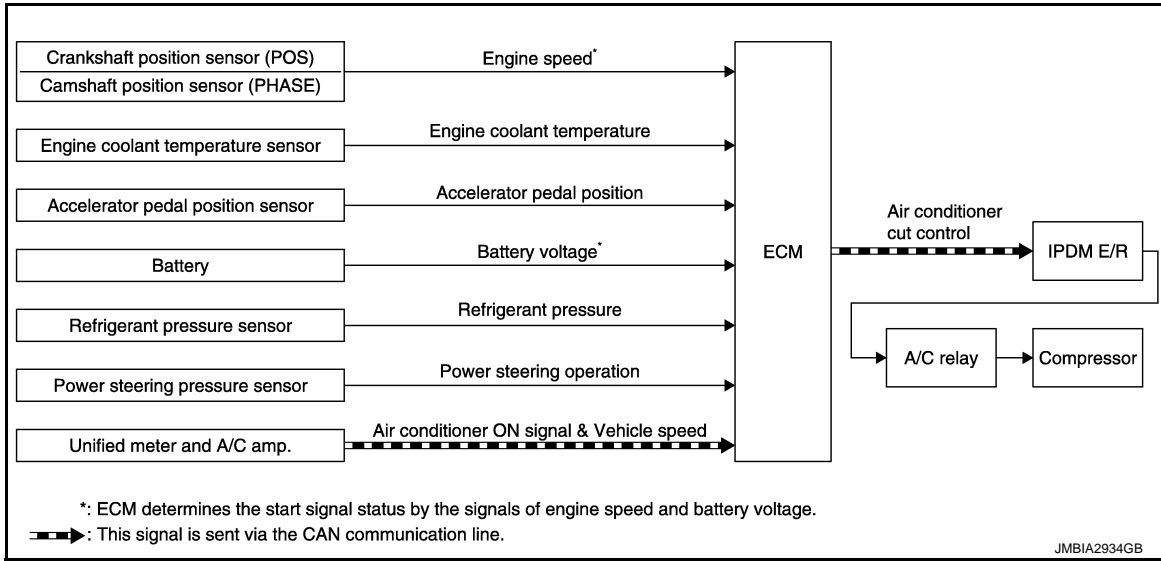 Crankshaft position sensor (POS)
Camshaft position sensor (PHASE)
Engine speed*
Engine coolant temperature sensor
Engine coolant temperature
Accelerator pedal position sensor
Accelerator pedal position
Battery
Battery voltage*
Refrigerant pressure sensor
Refrigerant pressure
Power steering pressure sensor
Power steering operation
Unified meter and A/C amp.
Air conditioner ON signal & Vehicle speed
ECM
Air conditioner
cut control
IPDM E/R
A/C relay
Compressor
*: ECM determines the start signal status by the signals of engine speed and battery voltage.
: This signal is sent via the CAN communication line.
JMBIA2934GB